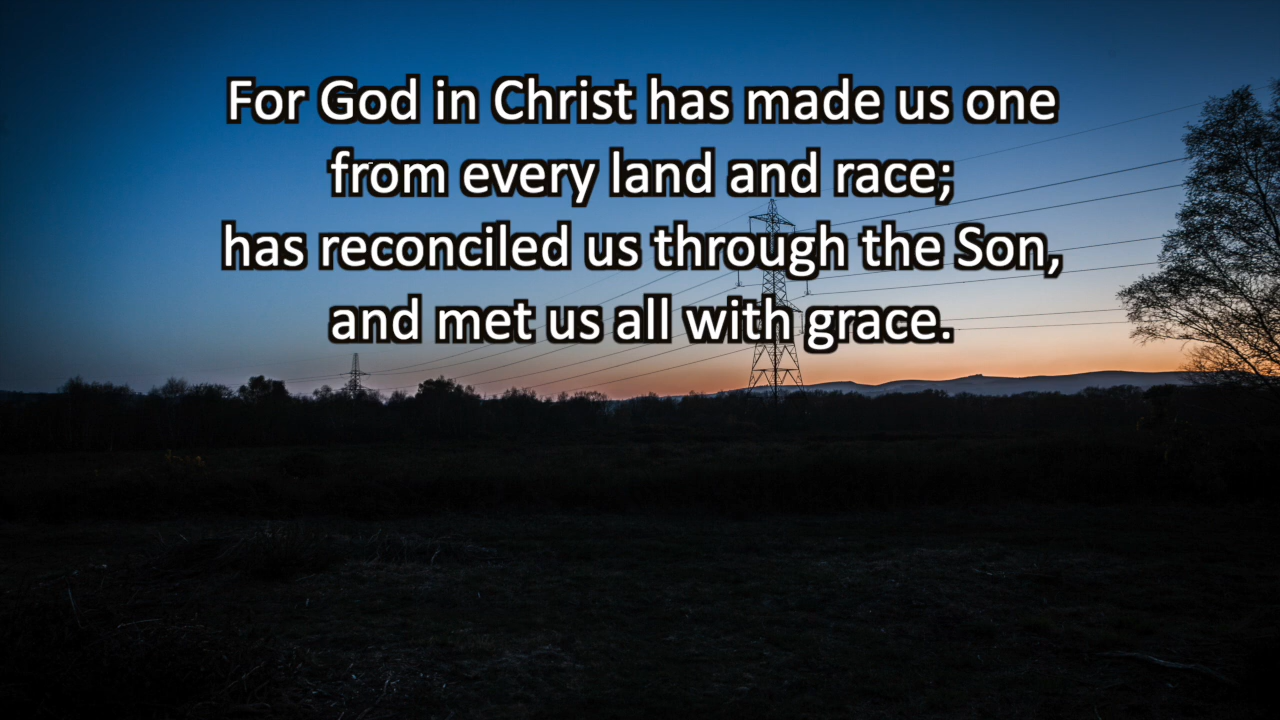 For God in Christ has made us one
from every land and race;
has reconciled us through the Son,
and met us all with grace.